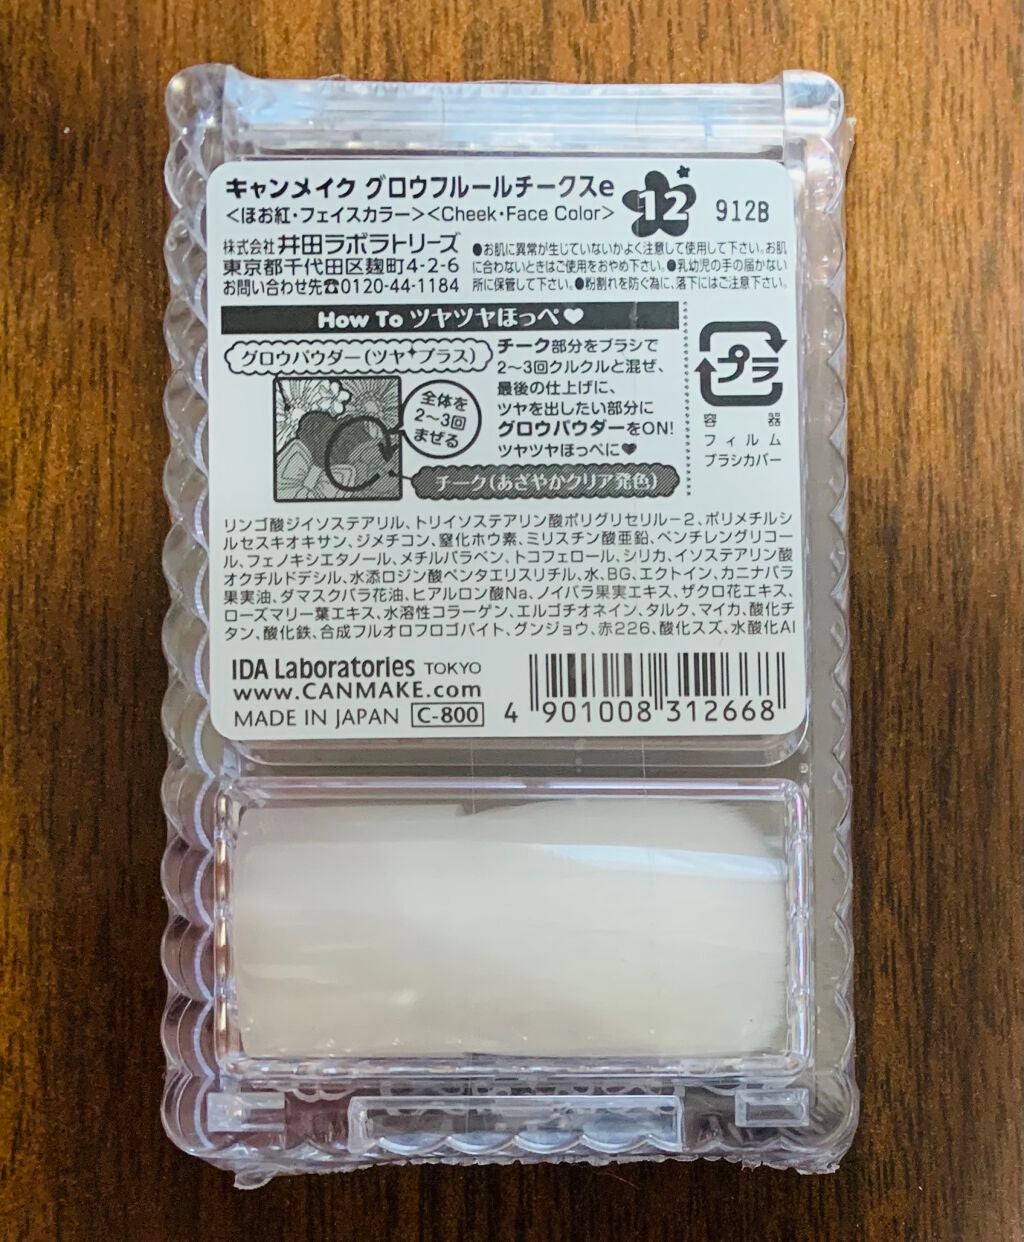 キャンメイク グロウフルールチークスe
12
912B
<ほお紅・フェイスカラー><Cheek・Face Color>
株式会社 井田ラボラトリーズ
東京都千代田区麹町4-2-6
お問い合わせ先☎0120-44-1184
●お肌に異常が生じていないかよく注意して使用して下さい。お肌
に合わないときはご使用をおやめ下さい。●乳幼児の手の届かない
所に保管して下さい。●粉割れを防ぐ為に、落下にはご注意下さい。
How To ツヤツヤほっぺ♥
グロウパウダー(ツヤ✦プラス)
全体を
2〜3回
まぜる
チーク(あざやかクリア発色)
チーク部分をブラシで
2〜3回クルクルと混ぜ、
最後の仕上げに、
ツヤを出したい部分に
グロウパウダーをON!
ツヤツヤほっぺに♥
プラ
容器
フィルム
ブラシカバー
リンゴ酸ジイソステアリル、トリイソステアリン酸ポリグリセリル-2、ポリメチルシ
ルセスキオキサン、ジメチコン、窒化ホウ素、ミリスチン酸亜鉛、ペンチレングリコー
ル、フェノキシエタノール、メチルパラベン、トコフェロール、シリカ、イソステアリン酸
オクチルドデシル、水添ロジン酸ペンタエリスリチル、水、BG、エクトイン、カニナバラ
果実油、ダマスクバラ花油、ヒアルロン酸Na、ノイバラ果実エキス、ザクロ花エキス、
ローズマリー葉エキス、水溶性コラーゲン、エルゴチオネイン、タルク、マイカ、酸化チ
タン、酸化鉄、合成フルオロフロゴパイト、グンジョウ、赤226、酸化スズ、水酸化Al
IDA Laboratories TOKYO
www.CANMAKE.com
MADE IN JAPAN C-800
4 901008 312668